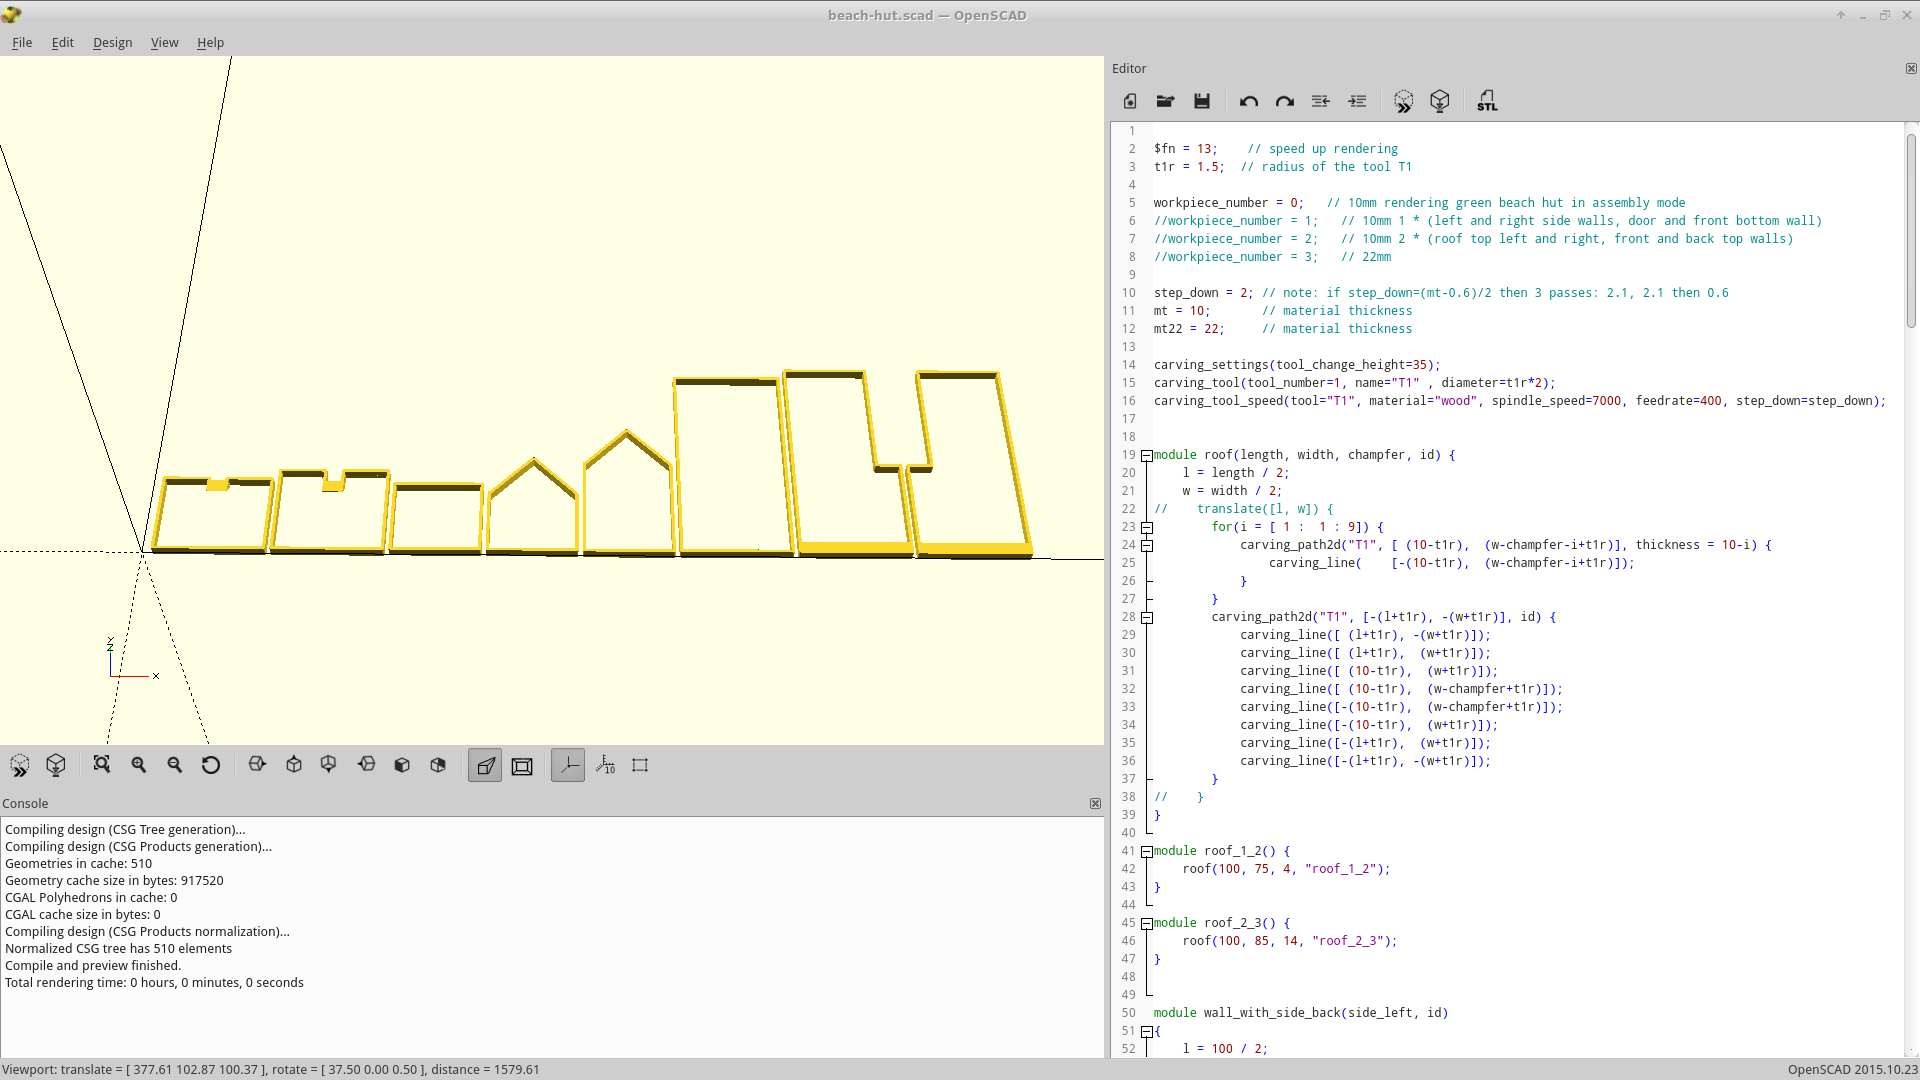 beach-hut.scad — OpenSCAD
File Edit Design View Help
x
y
z
10
Console
Compiling design (CSG Tree generation)...
Compiling design (CSG Products generation)...
Geometries in cache: 510
Geometry cache size in bytes: 917520
CGAL Polyhedrons in cache: 0
CGAL cache size in bytes: 0
Compiling design (CSG Products normalization)...
Normalized CSG tree has 510 elements
Compile and preview finished.
Total rendering time: 0 hours, 0 minutes, 0 seconds
Editor
STL
1
2 $fn = 13;    // speed up rendering
3 t1r = 1.5;  // radius of the tool T1
4
5 workpiece_number = 0;   // 10mm rendering green beach hut in assembly mode
6 //workpiece_number = 1;   // 10mm 1 * (left and right side walls, door and front bottom wall)
7 //workpiece_number = 2;   // 10mm 2 * (roof top left and right, front and back top walls)
8 //workpiece_number = 3;   // 22mm
9
10 step_down = 2; // note: if step_down=(mt-0.6)/2 then 3 passes: 2.1, 2.1 then 0.6
11 mt = 10;       // material thickness
12 mt22 = 22;     // material thickness
13
14 carving_settings(tool_change_height=35);
15 carving_tool(tool_number=1, name="T1" , diameter=t1r*2);
16 carving_tool_speed(tool="T1", material="wood", spindle_speed=7000, feedrate=400, step_down=step_down);
17
18
19 module roof(length, width, champfer, id) {
20     l = length / 2;
21     w = width / 2;
22 //    translate([l, w]) {
23         for(i = [ 1 :  1 : 9]) {
24             carving_path2d("T1", [ (10-t1r),  (w-champfer-i+t1r)], thickness = 10-i) {
25                 carving_line(    [-(10-t1r),  (w-champfer-i+t1r)]);
26             }
27         }
28         carving_path2d("T1", [-(l+t1r), -(w+t1r)], id) {
29             carving_line([ (l+t1r), -(w+t1r)]);
30             carving_line([ (l+t1r),  (w+t1r)]);
31             carving_line([ (10-t1r),  (w+t1r)]);
32             carving_line([ (10-t1r),  (w-champfer+t1r)]);
33             carving_line([-(10-t1r),  (w-champfer+t1r)]);
34             carving_line([-(10-t1r),  (w+t1r)]);
35             carving_line([-(l+t1r),  (w+t1r)]);
36             carving_line([-(l+t1r), -(w+t1r)]);
37         }
38 //    }
39 }
40
41 module roof_1_2() {
42     roof(100, 75, 4, "roof_1_2");
43 }
44
45 module roof_2_3() {
46     roof(100, 85, 14, "roof_2_3");
47 }
48
49
50 module wall_with_side_back(side_left, id)
51 {
52     l = 100 / 2;
Viewport: translate = [ 377.61 102.87 100.37 ], rotate = [ 37.50 0.00 0.50 ], distance = 1579.61
OpenSCAD 2015.10.23